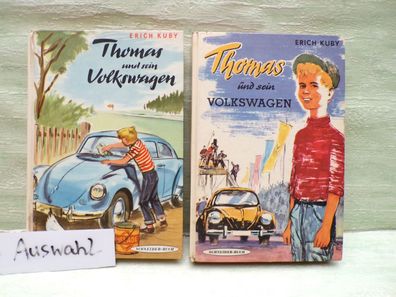 ERICH KUBY
Thomas
und sein
Volkswagen
SCHNEIDER-BUCH
ERICH KUBY
Thomas
und sein
VOLKSWAGEN
SCHNEIDER-BUCH
Auswahl